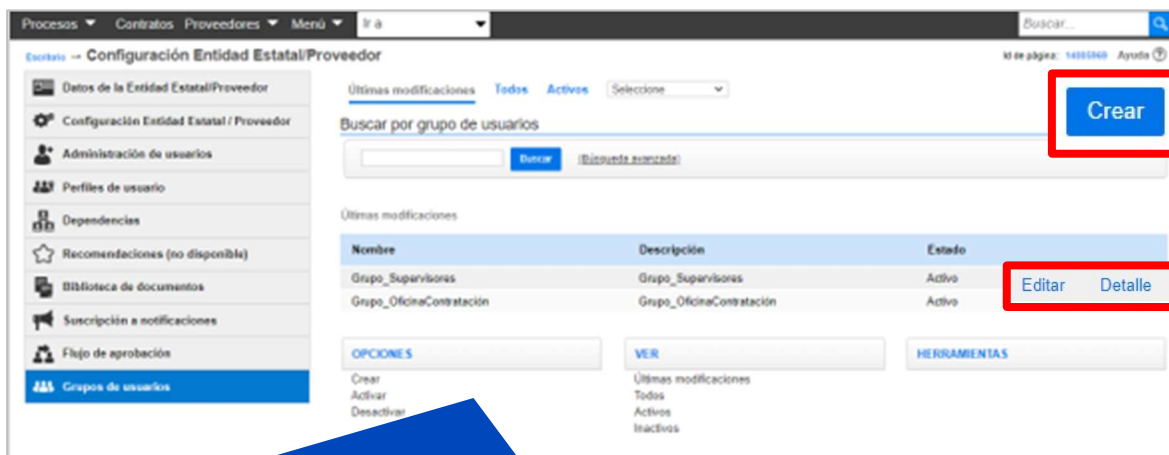 Procesos Contratos Proveedores Menú Ir a Buscar...
Escritorio → Configuración Entidad Estatal/Proveedor Id de página: 14005069 Ayuda
Datos de la Entidad Estatal/Proveedor
Configuración Entidad Estatal / Proveedor
Administración de usuarios
Perfiles de usuario
Dependencias
Recomendaciones (no disponible)
Biblioteca de documentos
Suscripción a notificaciones
Flujo de aprobación
Grupos de usuarios
Últimas modificaciones Todos Activos Seleccione
Crear
Buscar por grupo de usuarios
Buscar (Búsqueda avanzada)
Últimas modificaciones
Nombre Descripción Estado
Grupo_Supervisores Grupo_Supervisores Activo
Editar Detalle
Grupo_OficinaContratación Grupo_OficinaContratación Activo
OPCIONES VER HERRAMIENTAS
Crear Últimas modificaciones
Activar Todos
Desactivar Activos
Inactivos